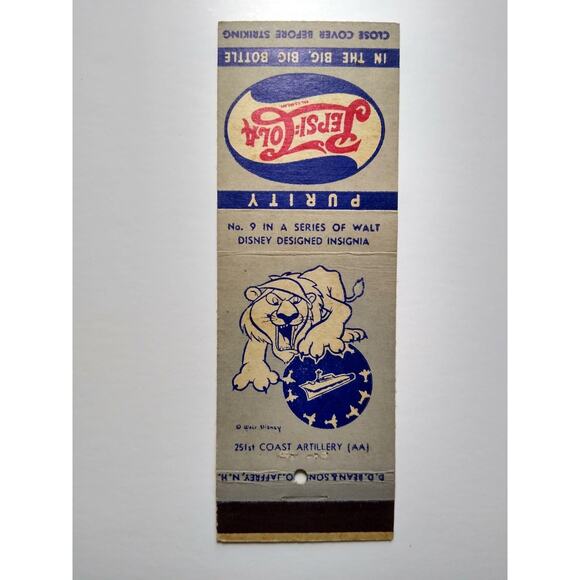 CLOSE COVER BEFORE STRIKING
IN THE BIG, BIG BOTTLE
PEPSI=COLA
PURITY
No. 9 IN A SERIES OF WALT
DISNEY DESIGNED INSIGNIA
© WALT DISNEY
251st COAST ARTILLERY (AA)
D.D. BEAN & SONS CO. JAFFREY, N. H.